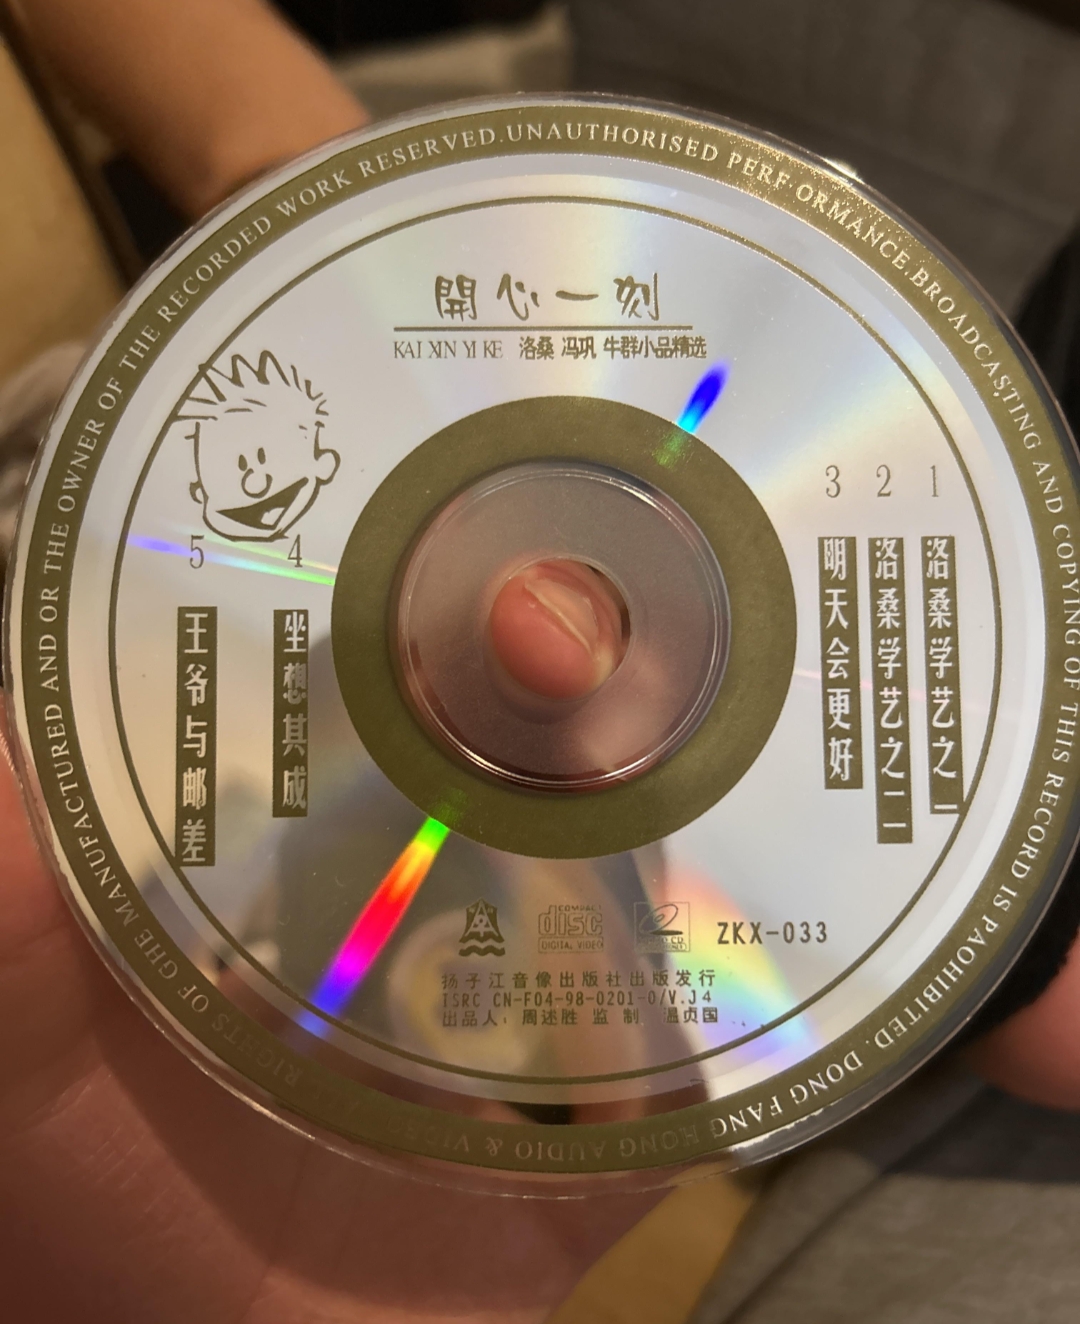 開心一刻
KAI XIN YI KE 洛桑 冯巩 牛群小品精选
1 洛桑学艺之一
2 洛桑学艺之二
3 明天会更好
4 坐想其成
5 王爷与邮差
COMPACT
disc
DIGITAL VIDEO
ZKX-033
扬子江音像出版社出版发行
ISRC CN-F04-98-0201-0/V.J4
出品人: 周述胜 监 制 温贞国
RIGHTS OF GHE MANUFACTURED AND OR THE OWNER OF THE RECORDED WORK RESERVED.UNAUTHORISED PERF·ORMANCE.BROADCASTING AND COPYING OF THIS RECORD IS PAOHIBITED. DONG FANG HONG AUDIO &